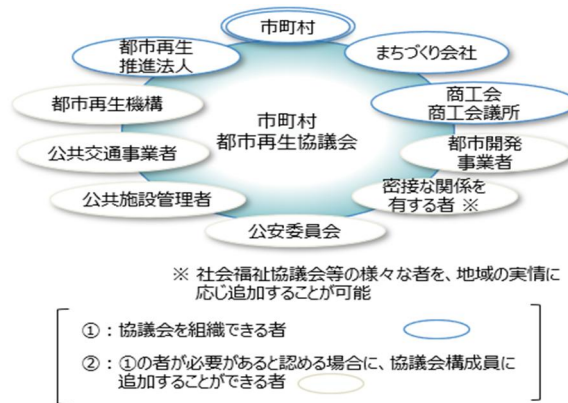 市町村
都市再生
推進法人
まちづくり会社
都市再生機構
商工会
商工会議所
市町村
都市再生協議会
公共交通事業者
都市開発
事業者
公共施設管理者
密接な関係を
有する者 ※
公安委員会
※ 社会福祉協議会等の様々な者を、地域の実情に
応じ追加することが可能
①：協議会を組織できる者
②：①の者が必要があると認める場合に、協議会構成員に
追加することができる者